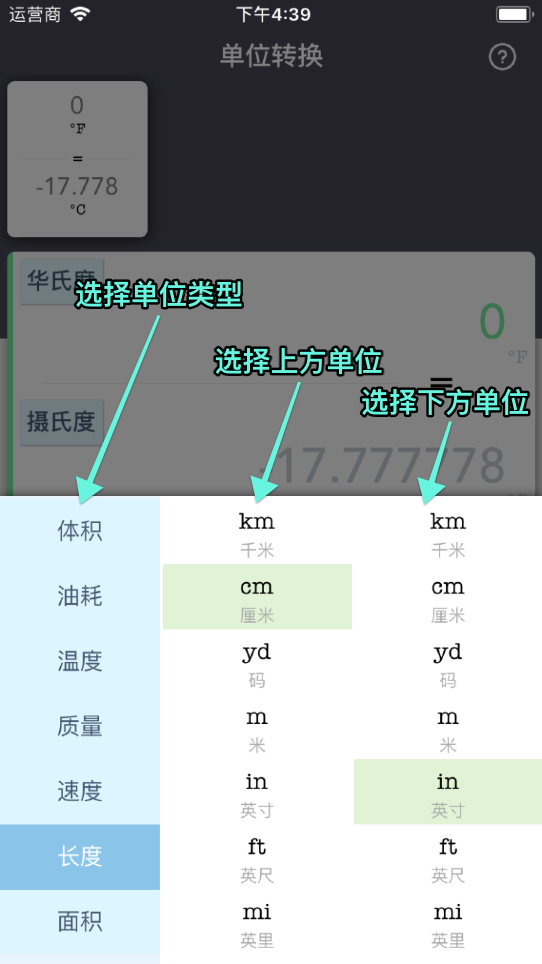 运营商
下午4:39
单位转换
?
0
°F
=
-17.778
°C
华氏度
选择单位类型
0
°F
选择上方单位
=
选择下方单位
摄氏度
-17.777778
体积
油耗
温度
质量
速度
长度
面积
km
千米
cm
厘米
yd
码
m
米
in
英寸
ft
英尺
mi
英里
km
千米
cm
厘米
yd
码
m
米
in
英寸
ft
英尺
mi
英里